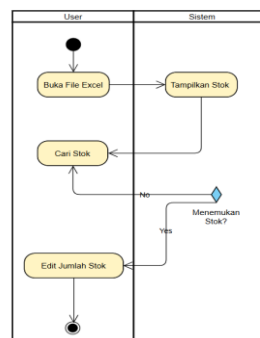 User
Sistem
Buka File Excel
Tampilkan Stok
Cari Stok
No
Menemukan
Stok?
Yes
Edit Jumlah Stok